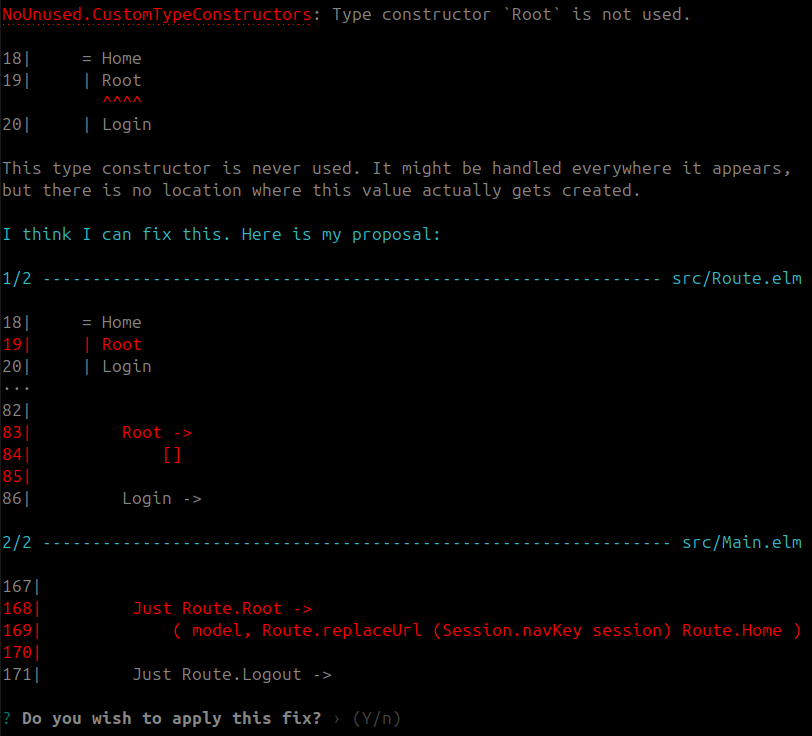 NoUnused.CustomTypeConstructors: Type constructor `Root` is not used.
18|     = Home
19|     | Root
          ^^^^
20|     | Login
This type constructor is never used. It might be handled everywhere it appears,
but there is no location where this value actually gets created.
I think I can fix this. Here is my proposal:
1/2 -------------------------------------------------------------- src/Route.elm
18|     = Home
19|     | Root
20|     | Login
···
82|
83|         Root ->
84|             []
85|
86|         Login ->
2/2 --------------------------------------------------------------- src/Main.elm
167|
168|         Just Route.Root ->
169|             ( model, Route.replaceUrl (Session.navKey session) Route.Home )
170|
171|         Just Route.Logout ->
? Do you wish to apply this fix? › (Y/n)